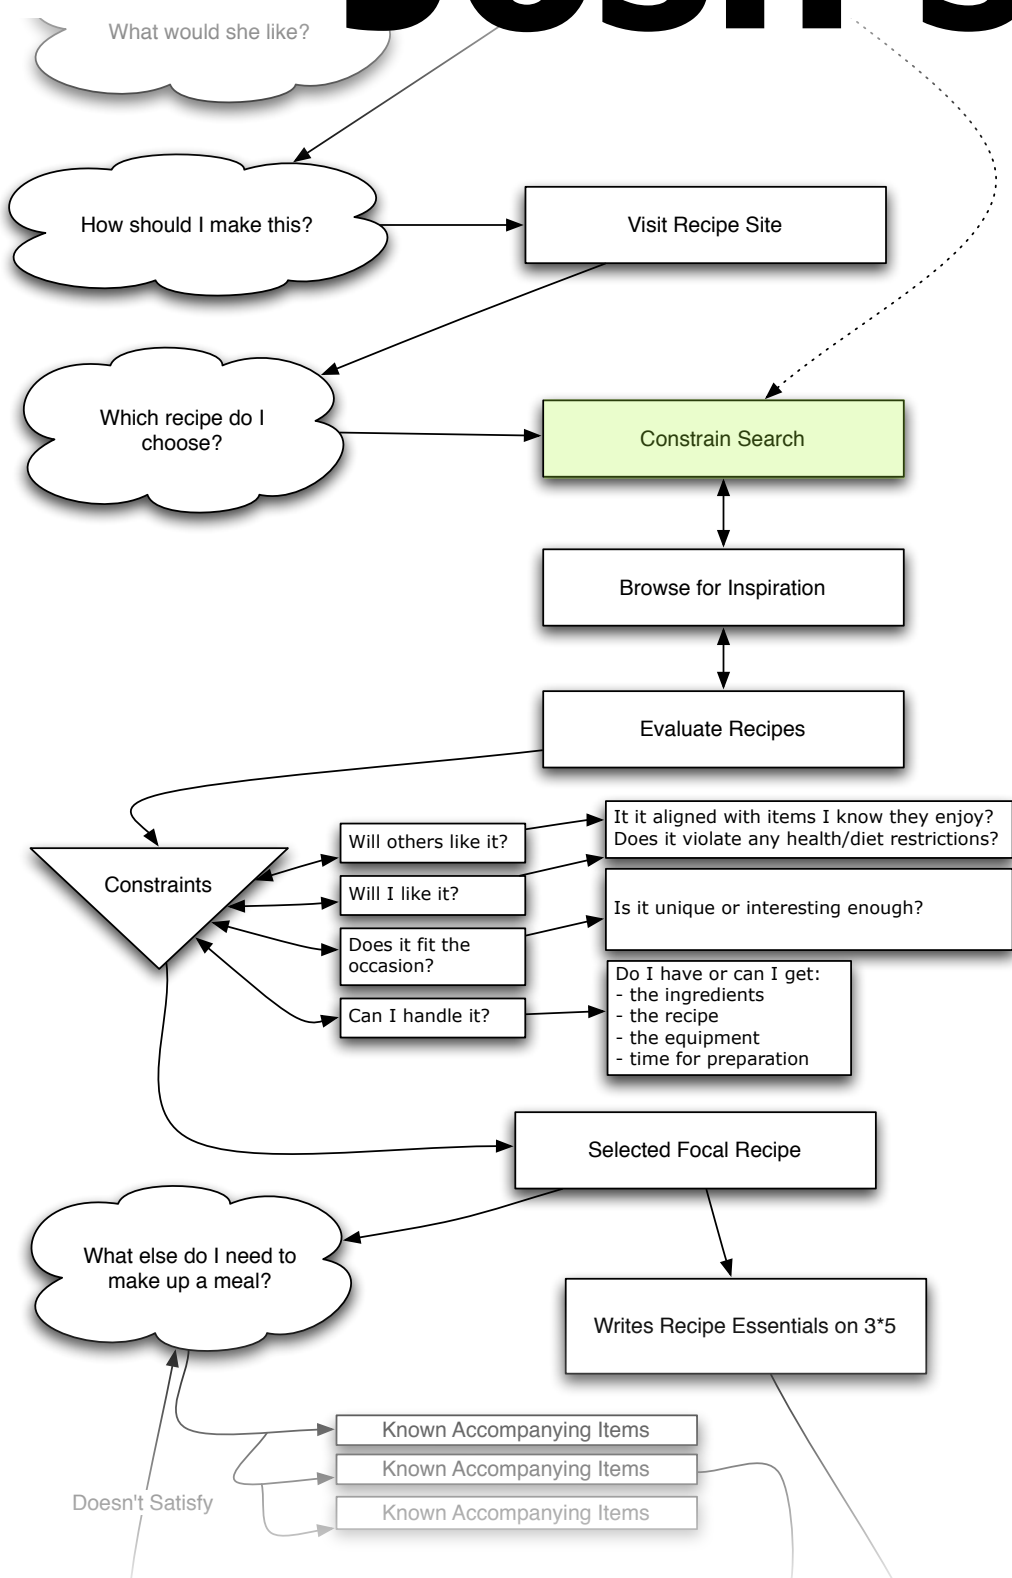 What would she like?
How should I make this?
Visit Recipe Site
Which recipe do I
choose?
Constrain Search
Browse for Inspiration
Evaluate Recipes
Constraints
Will others like it?
Will I like it?
Does it fit the
occasion?
Can I handle it?
It it aligned with items I know they enjoy?
Does it violate any health/diet restrictions?
Is it unique or interesting enough?
Do I have or can I get:
- the ingredients
- the recipe
- the equipment
- time for preparation
Selected Focal Recipe
What else do I need to
make up a meal?
Writes Recipe Essentials on 3*5
Known Accompanying Items
Known Accompanying Items
Known Accompanying Items
Doesn't Satisfy